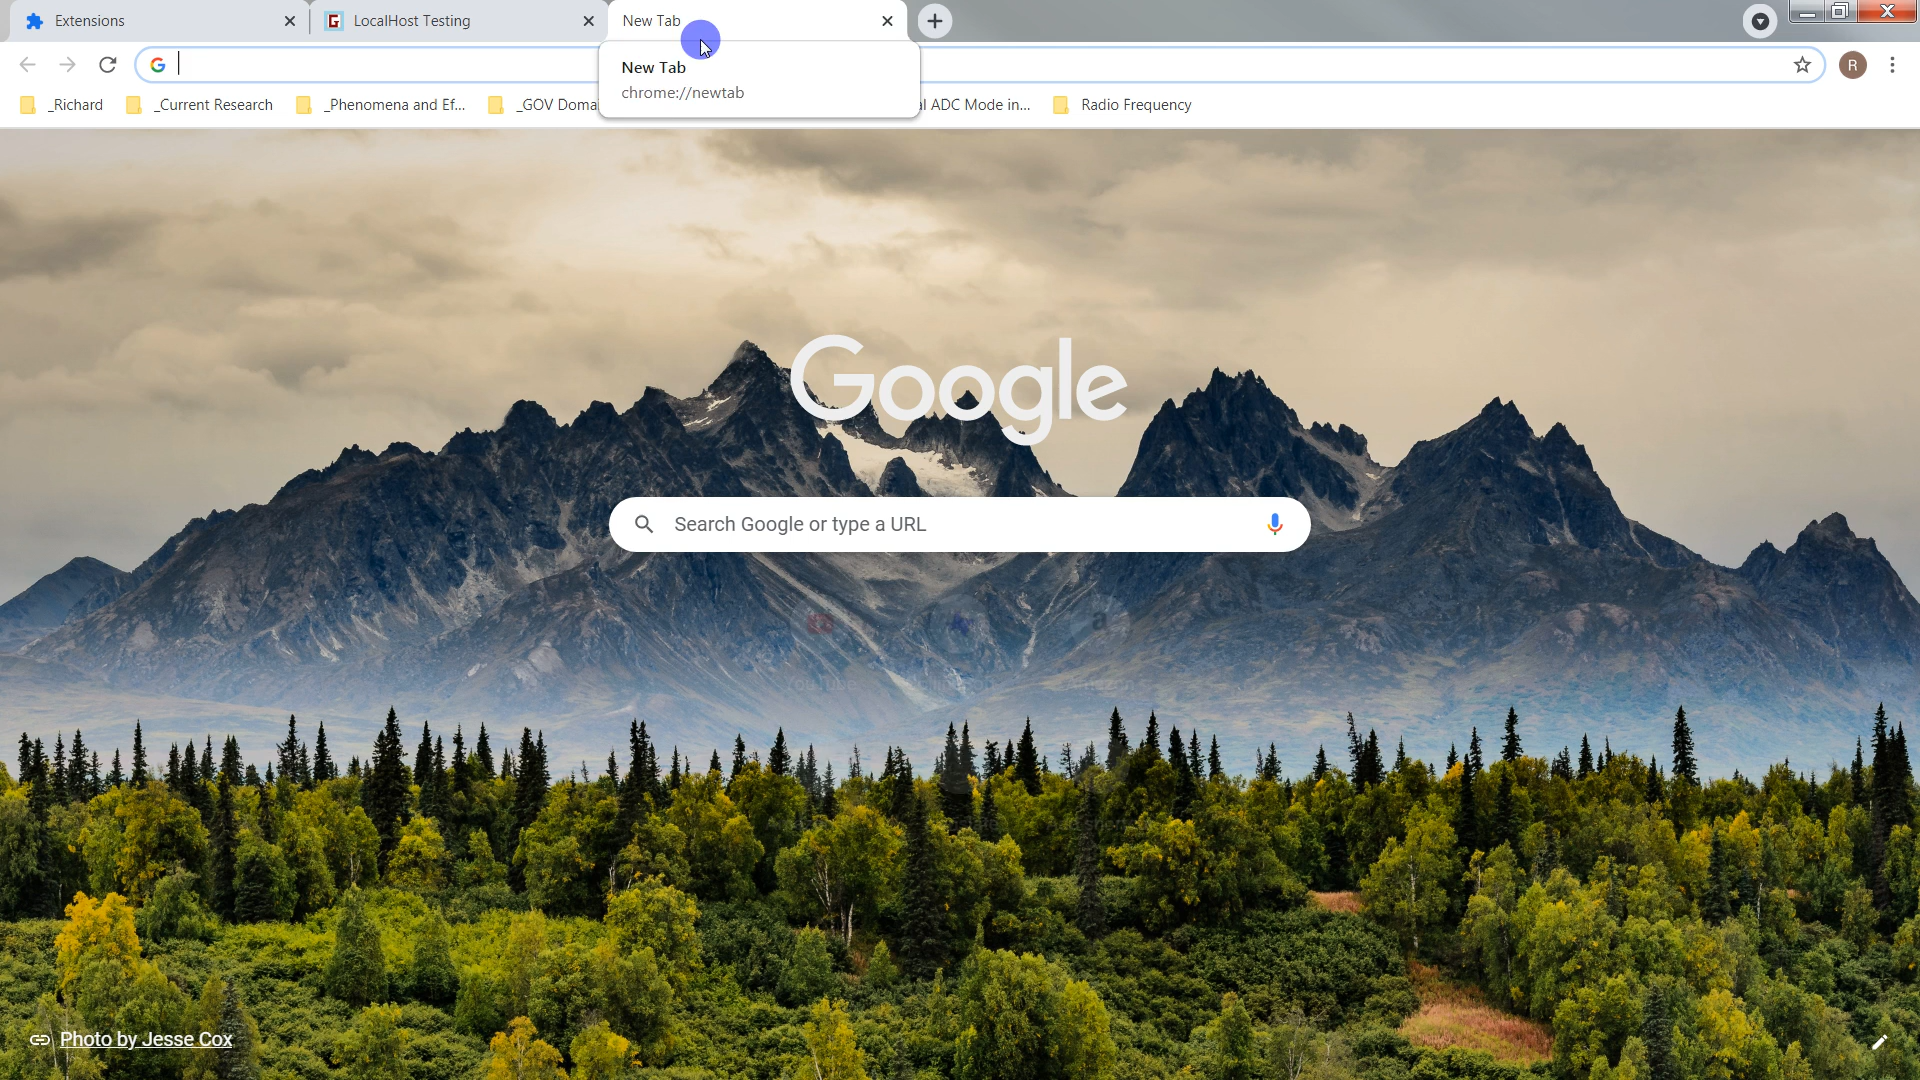 Extensions
LocalHost Testing
New Tab
New Tab
chrome://newtab
R
_Richard
_Current Research
_Phenomena and Ef...
_GOV Doma
ADC Mode in...
Radio Frequency
Google
Search Google or type a URL
Photo by Jesse Cox